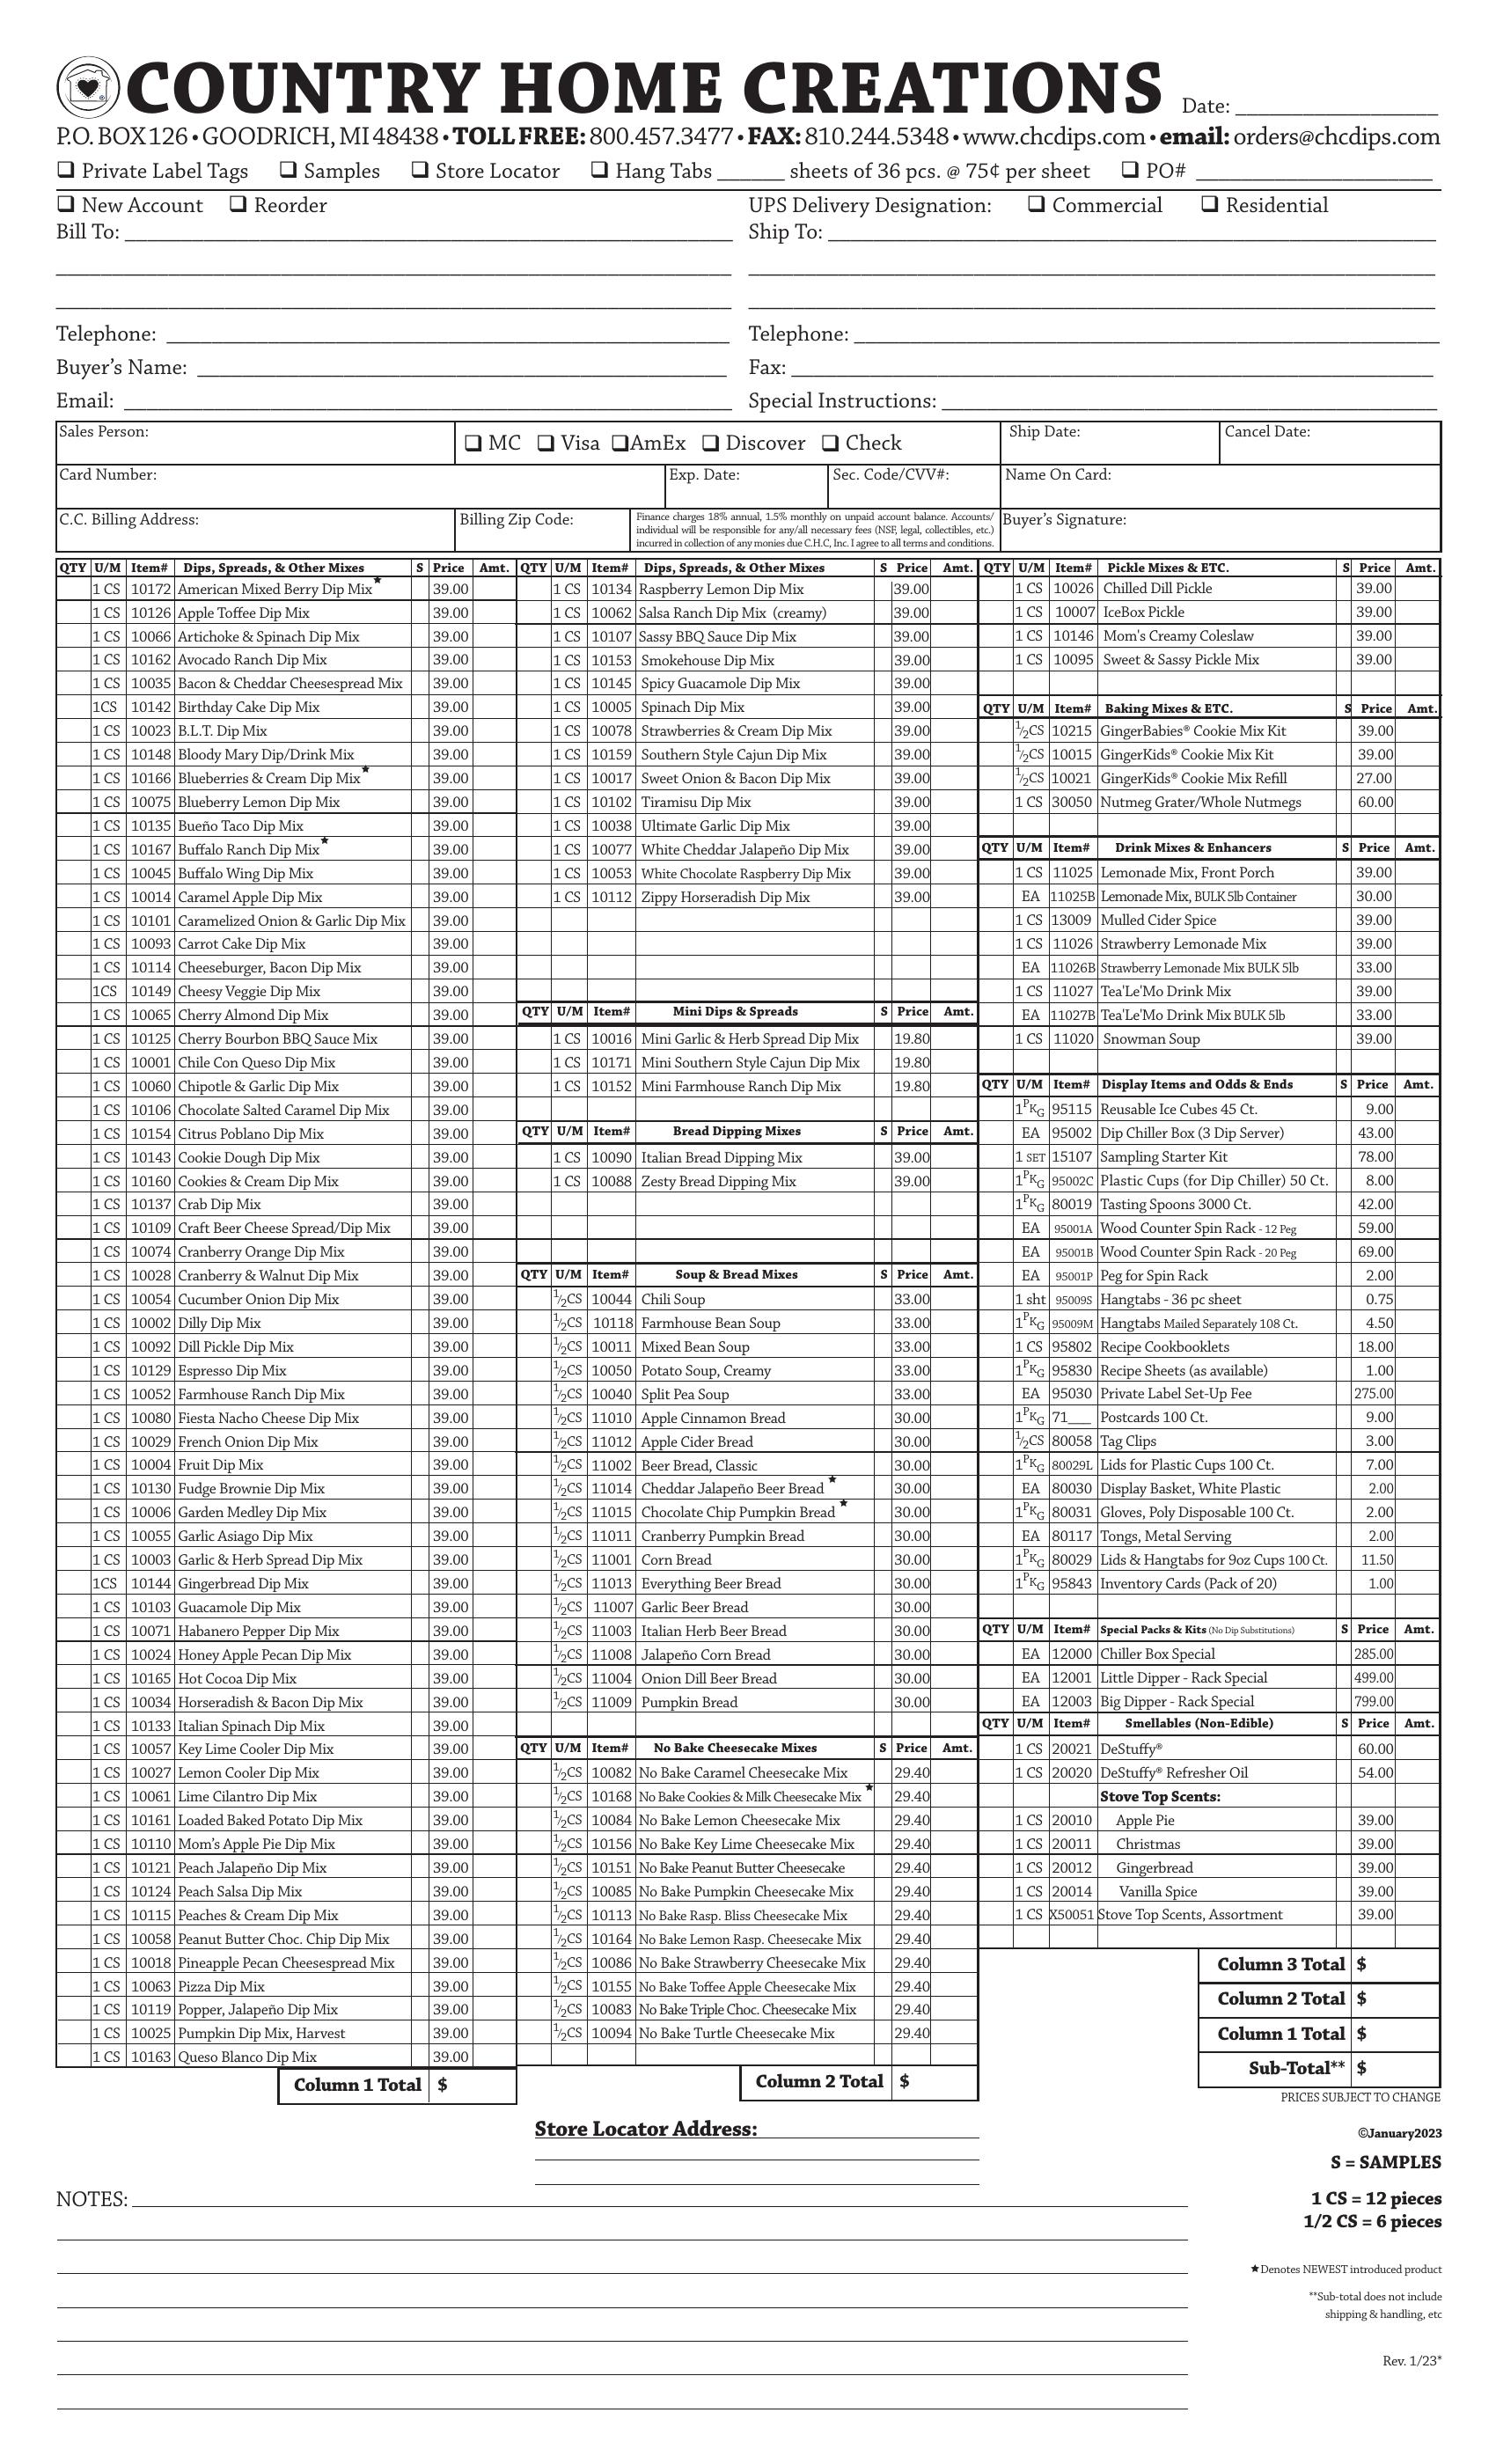 COUNTRY HOME CREATIONS Date:
P.O. BOX 126 • GOODRICH, MI 48438 • TOLL FREE: 800.457.3477 • FAX: 810.244.5348 • www.chcdips.com • email: orders@chcdips.com
❑ Private Label Tags ❑ Samples ❑ Store Locator ❑ Hang Tabs ______ sheets of 36 pcs. @ 75¢ per sheet ❑ PO#
❑ New Account ❑ Reorder
Bill To:
Telephone:
Buyer's Name:
Email:
UPS Delivery Designation: ❑ Commercial ❑ Residential
Ship To:
Telephone:
Fax:
Special Instructions:
Sales Person:
❑ MC ❑ Visa ❑AmEx ❑ Discover ❑ Check
Ship Date:
Cancel Date:
Card Number:
Exp. Date:
Sec. Code/CVV#:
Name On Card:
C.C. Billing Address:
Billing Zip Code:
Finance charges 18% annual, 1.5% monthly on unpaid account balance. Accounts/
individual will be responsible for any/all necessary fees (NSF, legal, collectibles, etc.)
incurred in collection of any monies due C.H.C, Inc. I agree to all terms and conditions.
Buyer's Signature:
QTY U/M Item# Dips, Spreads, & Other Mixes S Price Amt.
1 CS 10172 American Mixed Berry Dip Mix★ 39.00
1 CS 10126 Apple Toffee Dip Mix 39.00
1 CS 10066 Artichoke & Spinach Dip Mix 39.00
1 CS 10162 Avocado Ranch Dip Mix 39.00
1 CS 10035 Bacon & Cheddar Cheesespread Mix 39.00
1CS 10142 Birthday Cake Dip Mix 39.00
1 CS 10023 B.L.T. Dip Mix 39.00
1 CS 10148 Bloody Mary Dip/Drink Mix 39.00
1 CS 10166 Blueberries & Cream Dip Mix★ 39.00
1 CS 10075 Blueberry Lemon Dip Mix 39.00
1 CS 10135 Bueño Taco Dip Mix 39.00
1 CS 10167 Buffalo Ranch Dip Mix★ 39.00
1 CS 10045 Buffalo Wing Dip Mix 39.00
1 CS 10014 Caramel Apple Dip Mix 39.00
1 CS 10101 Caramelized Onion & Garlic Dip Mix 39.00
1 CS 10093 Carrot Cake Dip Mix 39.00
1 CS 10114 Cheeseburger, Bacon Dip Mix 39.00
1CS 10149 Cheesy Veggie Dip Mix 39.00
1 CS 10065 Cherry Almond Dip Mix 39.00
1 CS 10125 Cherry Bourbon BBQ Sauce Mix 39.00
1 CS 10001 Chile Con Queso Dip Mix 39.00
1 CS 10060 Chipotle & Garlic Dip Mix 39.00
1 CS 10106 Chocolate Salted Caramel Dip Mix 39.00
1 CS 10154 Citrus Poblano Dip Mix 39.00
1 CS 10143 Cookie Dough Dip Mix 39.00
1 CS 10160 Cookies & Cream Dip Mix 39.00
1 CS 10137 Crab Dip Mix 39.00
1 CS 10109 Craft Beer Cheese Spread/Dip Mix 39.00
1 CS 10074 Cranberry Orange Dip Mix 39.00
1 CS 10028 Cranberry & Walnut Dip Mix 39.00
1 CS 10054 Cucumber Onion Dip Mix 39.00
1 CS 10002 Dilly Dip Mix 39.00
1 CS 10092 Dill Pickle Dip Mix 39.00
1 CS 10129 Espresso Dip Mix 39.00
1 CS 10052 Farmhouse Ranch Dip Mix 39.00
1 CS 10080 Fiesta Nacho Cheese Dip Mix 39.00
1 CS 10029 French Onion Dip Mix 39.00
1 CS 10004 Fruit Dip Mix 39.00
1 CS 10130 Fudge Brownie Dip Mix 39.00
1 CS 10006 Garden Medley Dip Mix 39.00
1 CS 10055 Garlic Asiago Dip Mix 39.00
1 CS 10003 Garlic & Herb Spread Dip Mix 39.00
1CS 10144 Gingerbread Dip Mix 39.00
1 CS 10103 Guacamole Dip Mix 39.00
1 CS 10071 Habanero Pepper Dip Mix 39.00
1 CS 10024 Honey Apple Pecan Dip Mix 39.00
1 CS 10165 Hot Cocoa Dip Mix 39.00
1 CS 10034 Horseradish & Bacon Dip Mix 39.00
1 CS 10133 Italian Spinach Dip Mix 39.00
1 CS 10057 Key Lime Cooler Dip Mix 39.00
1 CS 10027 Lemon Cooler Dip Mix 39.00
1 CS 10061 Lime Cilantro Dip Mix 39.00
1 CS 10161 Loaded Baked Potato Dip Mix 39.00
1 CS 10110 Mom's Apple Pie Dip Mix 39.00
1 CS 10121 Peach Jalapeño Dip Mix 39.00
1 CS 10124 Peach Salsa Dip Mix 39.00
1 CS 10115 Peaches & Cream Dip Mix 39.00
1 CS 10058 Peanut Butter Choc. Chip Dip Mix 39.00
1 CS 10018 Pineapple Pecan Cheesespread Mix 39.00
1 CS 10063 Pizza Dip Mix 39.00
1 CS 10119 Popper, Jalapeño Dip Mix 39.00
1 CS 10025 Pumpkin Dip Mix, Harvest 39.00
1 CS 10163 Queso Blanco Dip Mix 39.00
Column 1 Total $
QTY U/M Item# Dips, Spreads, & Other Mixes S Price Amt.
1 CS 10134 Raspberry Lemon Dip Mix 39.00
1 CS 10062 Salsa Ranch Dip Mix (creamy) 39.00
1 CS 10107 Sassy BBQ Sauce Dip Mix 39.00
1 CS 10153 Smokehouse Dip Mix 39.00
1 CS 10145 Spicy Guacamole Dip Mix 39.00
1 CS 10005 Spinach Dip Mix 39.00
1 CS 10078 Strawberries & Cream Dip Mix 39.00
1 CS 10159 Southern Style Cajun Dip Mix 39.00
1 CS 10017 Sweet Onion & Bacon Dip Mix 39.00
1 CS 10102 Tiramisu Dip Mix 39.00
1 CS 10038 Ultimate Garlic Dip Mix 39.00
1 CS 10077 White Cheddar Jalapeño Dip Mix 39.00
1 CS 10053 White Chocolate Raspberry Dip Mix 39.00
1 CS 10112 Zippy Horseradish Dip Mix 39.00
QTY U/M Item# Mini Dips & Spreads S Price Amt.
1 CS 10016 Mini Garlic & Herb Spread Dip Mix 19.80
1 CS 10171 Mini Southern Style Cajun Dip Mix 19.80
1 CS 10152 Mini Farmhouse Ranch Dip Mix 19.80
QTY U/M Item# Bread Dipping Mixes S Price Amt.
1 CS 10090 Italian Bread Dipping Mix 39.00
1 CS 10088 Zesty Bread Dipping Mix 39.00
QTY U/M Item# Soup & Bread Mixes S Price Amt.
1/2CS 10044 Chili Soup 33.00
1/2CS 10118 Farmhouse Bean Soup 33.00
1/2CS 10011 Mixed Bean Soup 33.00
1/2CS 10050 Potato Soup, Creamy 33.00
1/2CS 10040 Split Pea Soup 33.00
1/2CS 11010 Apple Cinnamon Bread 30.00
1/2CS 11012 Apple Cider Bread 30.00
1/2CS 11002 Beer Bread, Classic 30.00
1/2CS 11014 Cheddar Jalapeño Beer Bread ★ 30.00
1/2CS 11015 Chocolate Chip Pumpkin Bread ★ 30.00
1/2CS 11011 Cranberry Pumpkin Bread 30.00
1/2CS 11001 Corn Bread 30.00
1/2CS 11013 Everything Beer Bread 30.00
1/2CS 11007 Garlic Beer Bread 30.00
1/2CS 11003 Italian Herb Beer Bread 30.00
1/2CS 11008 Jalapeño Corn Bread 30.00
1/2CS 11004 Onion Dill Beer Bread 30.00
1/2CS 11009 Pumpkin Bread 30.00
QTY U/M Item# No Bake Cheesecake Mixes S Price Amt.
1/2CS 10082 No Bake Caramel Cheesecake Mix 29.40
1/2CS 10168 No Bake Cookies & Milk Cheesecake Mix ★ 29.40
1/2CS 10084 No Bake Lemon Cheesecake Mix 29.40
1/2CS 10156 No Bake Key Lime Cheesecake Mix 29.40
1/2CS 10151 No Bake Peanut Butter Cheesecake 29.40
1/2CS 10085 No Bake Pumpkin Cheesecake Mix 29.40
1/2CS 10113 No Bake Rasp. Bliss Cheesecake Mix 29.40
1/2CS 10164 No Bake Lemon Rasp. Cheesecake Mix 29.40
1/2CS 10086 No Bake Strawberry Cheesecake Mix 29.40
1/2CS 10155 No Bake Toffee Apple Cheesecake Mix 29.40
1/2CS 10083 No Bake Triple Choc. Cheesecake Mix 29.40
1/2CS 10094 No Bake Turtle Cheesecake Mix 29.40
Column 2 Total $
QTY U/M Item# Pickle Mixes & ETC. S Price Amt.
1 CS 10026 Chilled Dill Pickle 39.00
1 CS 10007 IceBox Pickle 39.00
1 CS 10146 Mom's Creamy Coleslaw 39.00
1 CS 10095 Sweet & Sassy Pickle Mix 39.00
QTY U/M Item# Baking Mixes & ETC. S Price Amt.
1/2CS 10215 GingerBabies® Cookie Mix Kit 39.00
1/2CS 10015 GingerKids® Cookie Mix Kit 39.00
1/2CS 10021 GingerKids® Cookie Mix Refill 27.00
1 CS 30050 Nutmeg Grater/Whole Nutmegs 60.00
QTY U/M Item# Drink Mixes & Enhancers S Price Amt.
1 CS 11025 Lemonade Mix, Front Porch 39.00
EA 11025B Lemonade Mix, BULK 5lb Container 30.00
1 CS 13009 Mulled Cider Spice 39.00
1 CS 11026 Strawberry Lemonade Mix 39.00
EA 11026B Strawberry Lemonade Mix BULK 5lb 33.00
1 CS 11027 Tea'Le'Mo Drink Mix 39.00
EA 11027B Tea'Le'Mo Drink Mix BULK 5lb 33.00
1 CS 11020 Snowman Soup 39.00
QTY U/M Item# Display Items and Odds & Ends S Price Amt.
1PKG 95115 Reusable Ice Cubes 45 Ct. 9.00
EA 95002 Dip Chiller Box (3 Dip Server) 43.00
1 SET 15107 Sampling Starter Kit 78.00
1PKG 95002C Plastic Cups (for Dip Chiller) 50 Ct. 8.00
1PKG 80019 Tasting Spoons 3000 Ct. 42.00
EA 95001A Wood Counter Spin Rack - 12 Peg 59.00
EA 95001B Wood Counter Spin Rack - 20 Peg 69.00
EA 95001P Peg for Spin Rack 2.00
1 sht 95009S Hangtabs - 36 pc sheet 0.75
1PKG 95009M Hangtabs Mailed Separately 108 Ct. 4.50
1 CS 95802 Recipe Cookbooklets 18.00
1PKG 95830 Recipe Sheets (as available) 1.00
EA 95030 Private Label Set-Up Fee 275.00
1PKG 71___ Postcards 100 Ct. 9.00
1/2CS 80058 Tag Clips 3.00
1PKG 80029L Lids for Plastic Cups 100 Ct. 7.00
EA 80030 Display Basket, White Plastic 2.00
1PKG 80031 Gloves, Poly Disposable 100 Ct. 2.00
EA 80117 Tongs, Metal Serving 2.00
1PKG 80029 Lids & Hangtabs for 9oz Cups 100 Ct. 11.50
1PKG 95843 Inventory Cards (Pack of 20) 1.00
QTY U/M Item# Special Packs & Kits (No Dip Substitutions) S Price Amt.
EA 12000 Chiller Box Special 285.00
EA 12001 Little Dipper - Rack Special 499.00
EA 12003 Big Dipper - Rack Special 799.00
QTY U/M Item# Smellables (Non-Edible) S Price Amt.
1 CS 20021 DeStuffy® 60.00
1 CS 20020 DeStuffy® Refresher Oil 54.00
Stove Top Scents:
1 CS 20010 Apple Pie 39.00
1 CS 20011 Christmas 39.00
1 CS 20012 Gingerbread 39.00
1 CS 20014 Vanilla Spice 39.00
1 CS X50051 Stove Top Scents, Assortment 39.00
Column 3 Total $
Column 2 Total $
Column 1 Total $
Sub-Total** $
PRICES SUBJECT TO CHANGE
Store Locator Address:
NOTES:
©January2023
S = SAMPLES
1 CS = 12 pieces
1/2 CS = 6 pieces
★Denotes NEWEST introduced product
**Sub-total does not include
shipping & handling, etc
Rev. 1/23*